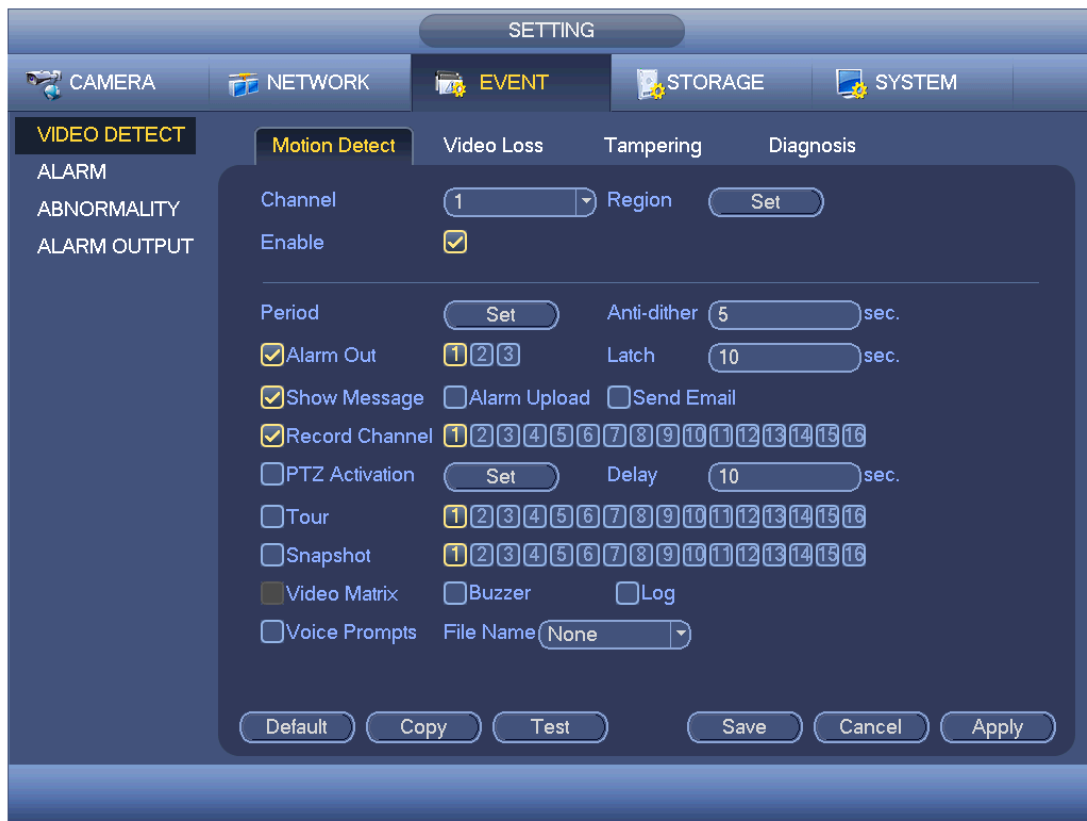 SETTING
CAMERA NETWORK EVENT STORAGE SYSTEM
VIDEO DETECT
ALARM
ABNORMALITY
ALARM OUTPUT
Motion Detect Video Loss Tampering Diagnosis
Channel 1 Region Set
Enable
Period Set Anti-dither 5 sec.
Alarm Out 1 2 3 Latch 10 sec.
Show Message Alarm Upload Send Email
Record Channel 1 2 3 4 5 6 7 8 9 10 11 12 13 14 15 16
PTZ Activation Set Delay 10 sec.
Tour 1 2 3 4 5 6 7 8 9 10 11 12 13 14 15 16
Snapshot 1 2 3 4 5 6 7 8 9 10 11 12 13 14 15 16
Video Matrix Buzzer Log
Voice Prompts File Name None
Default Copy Test Save Cancel Apply